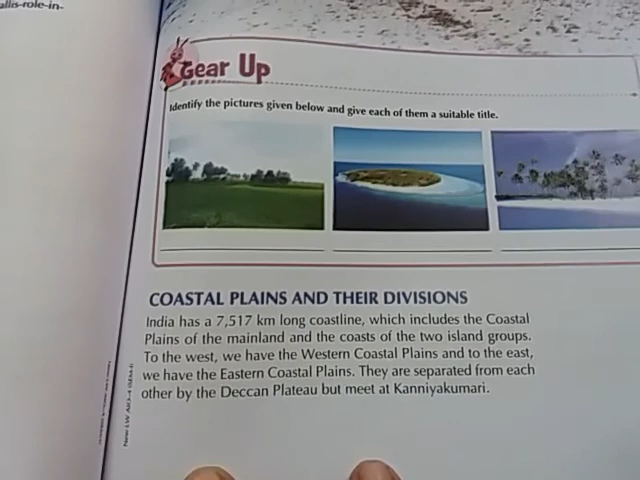 allis-role-in-
Gear Up
Identify the pictures given below and give each of them a suitable title.
COASTAL PLAINS AND THEIR DIVISIONS
India has a 7,517 km long coastline, which includes the Coastal
Plains of the mainland and the coasts of the two island groups.
To the west, we have the Western Coastal Plains and to the east,
we have the Eastern Coastal Plains. They are separated from each
other by the Deccan Plateau but meet at Kanniyakumari.